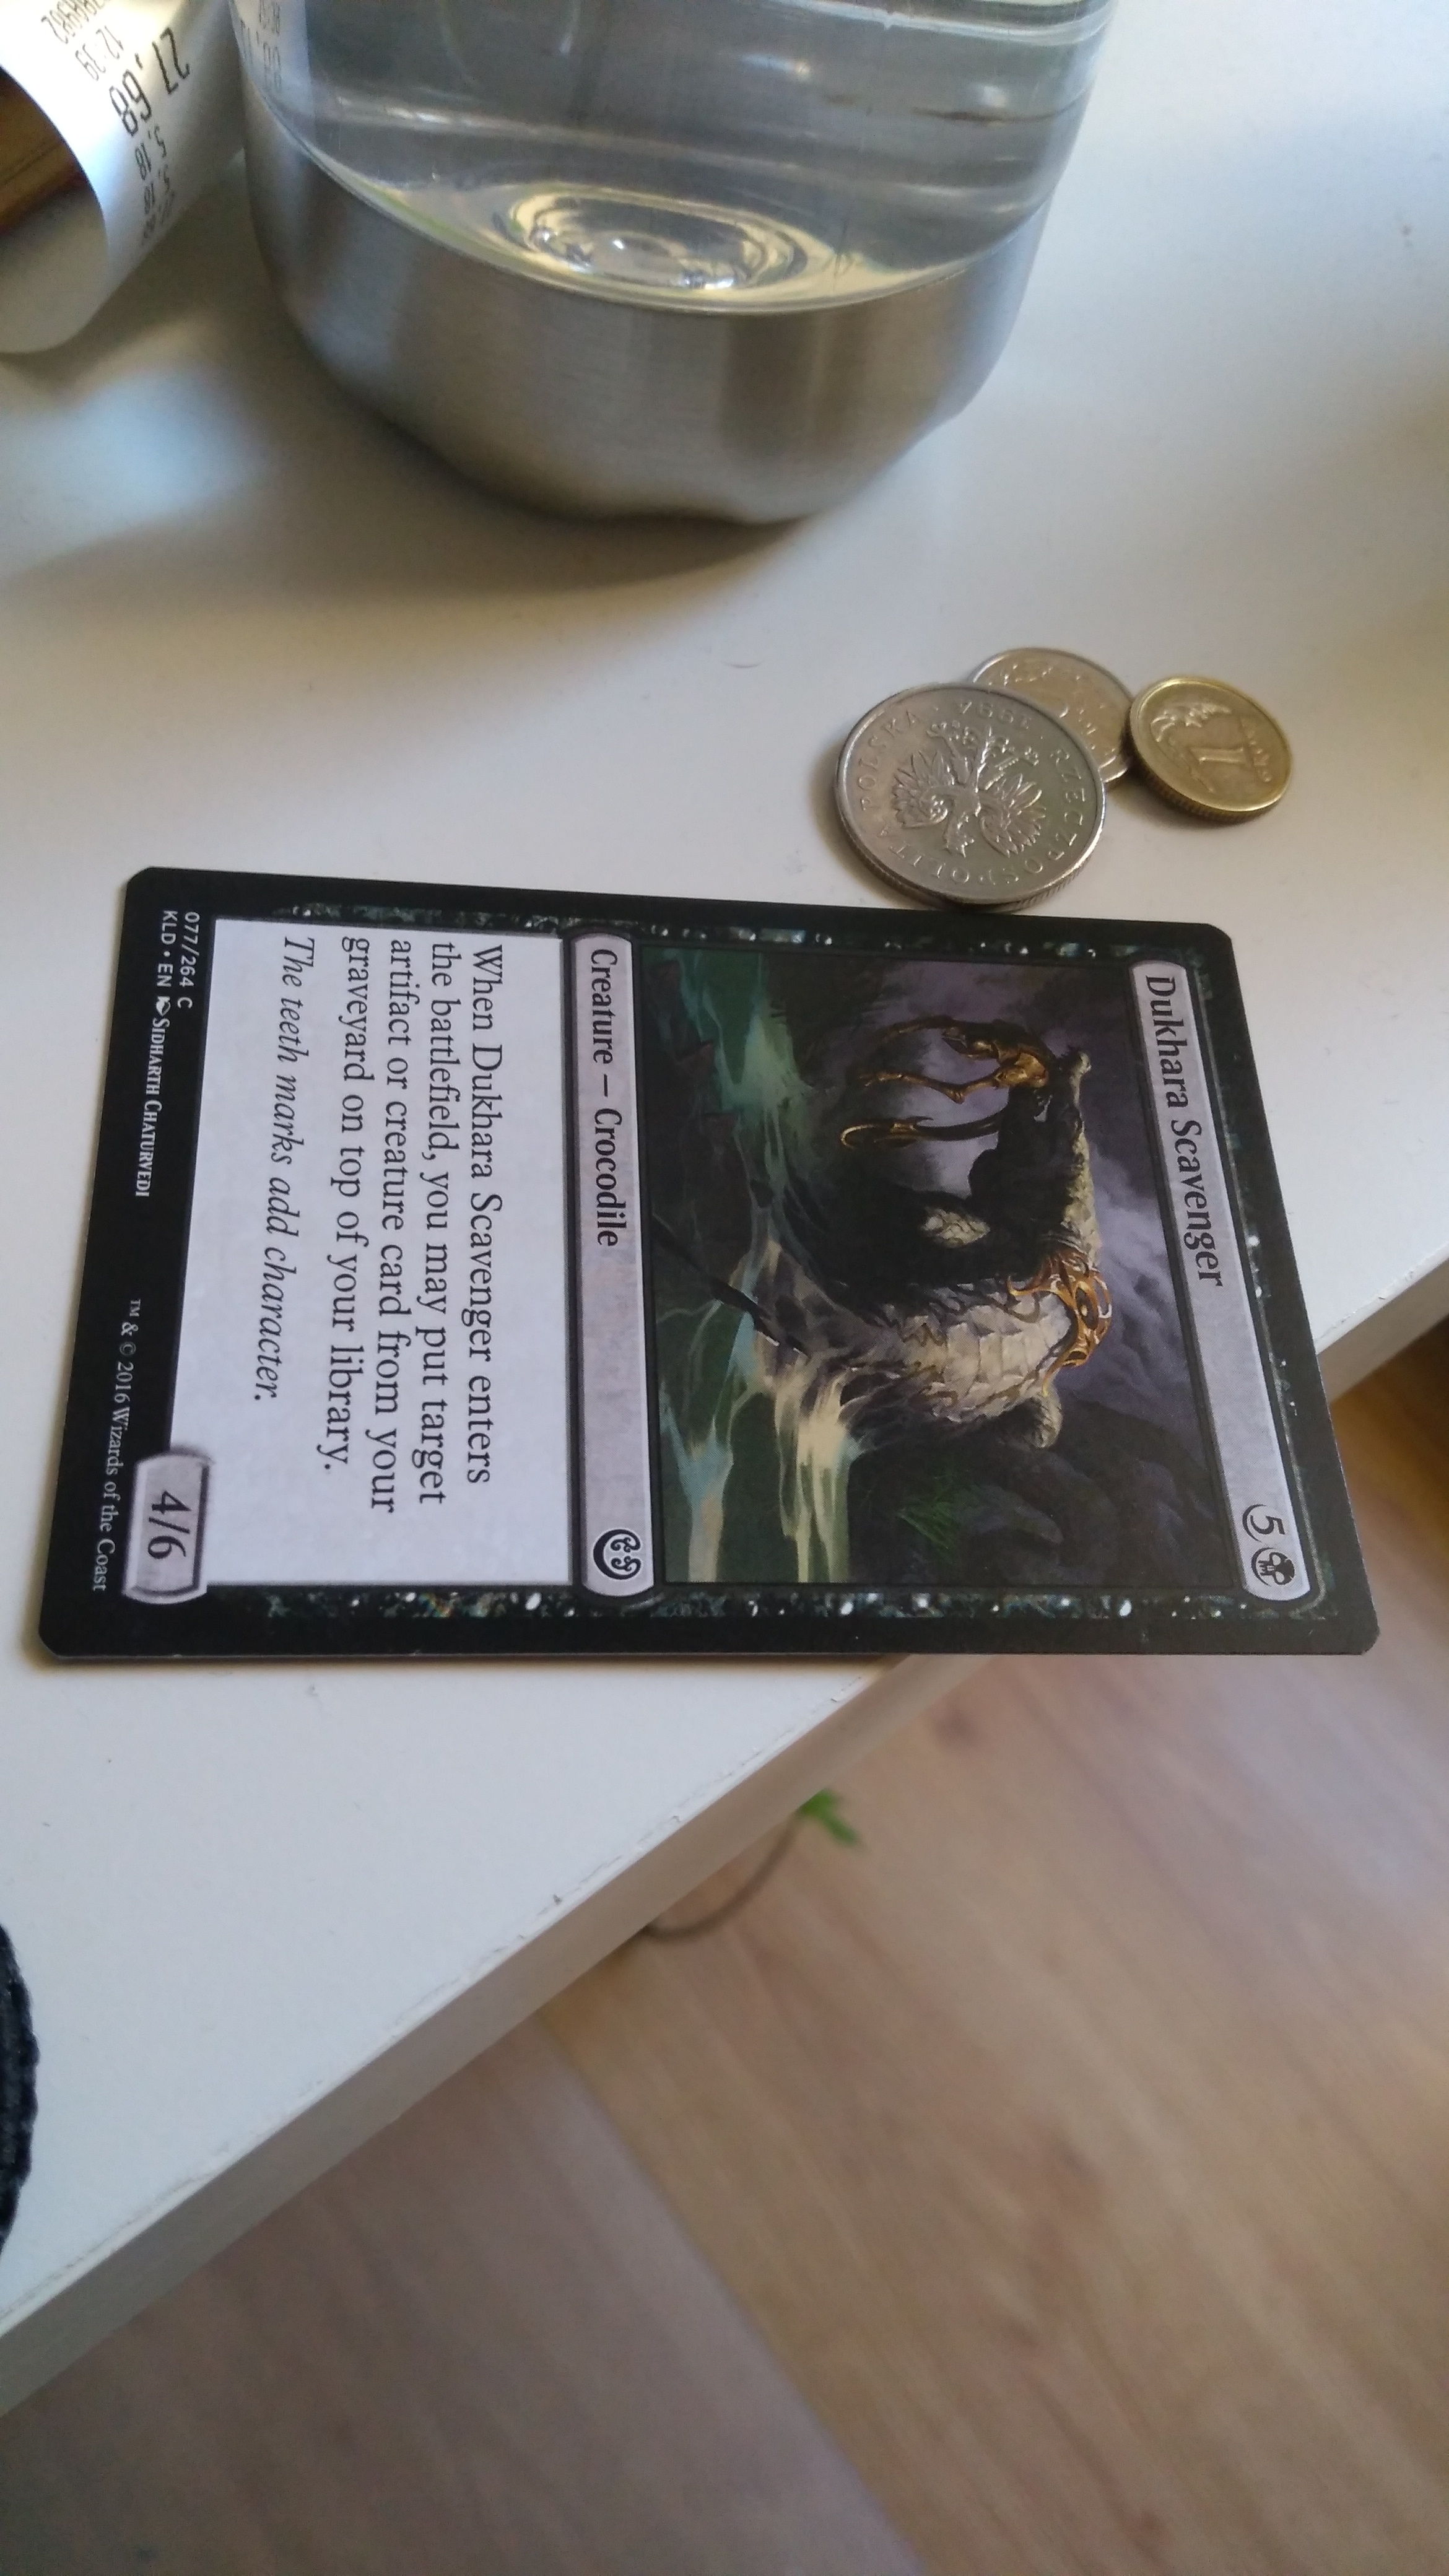 Dukhara Scavenger
5
Creature — Crocodile
When Dukhara Scavenger enters
the battlefield, you may put target
artifact or creature card from your
graveyard on top of your library.
The teeth marks add character.
4/6
077/264 C
KLD • EN SIDHARTH CHATURVEDI
™ & © 2016 Wizards of the Coast
RZECZPOSPOLITA POLSKA
1